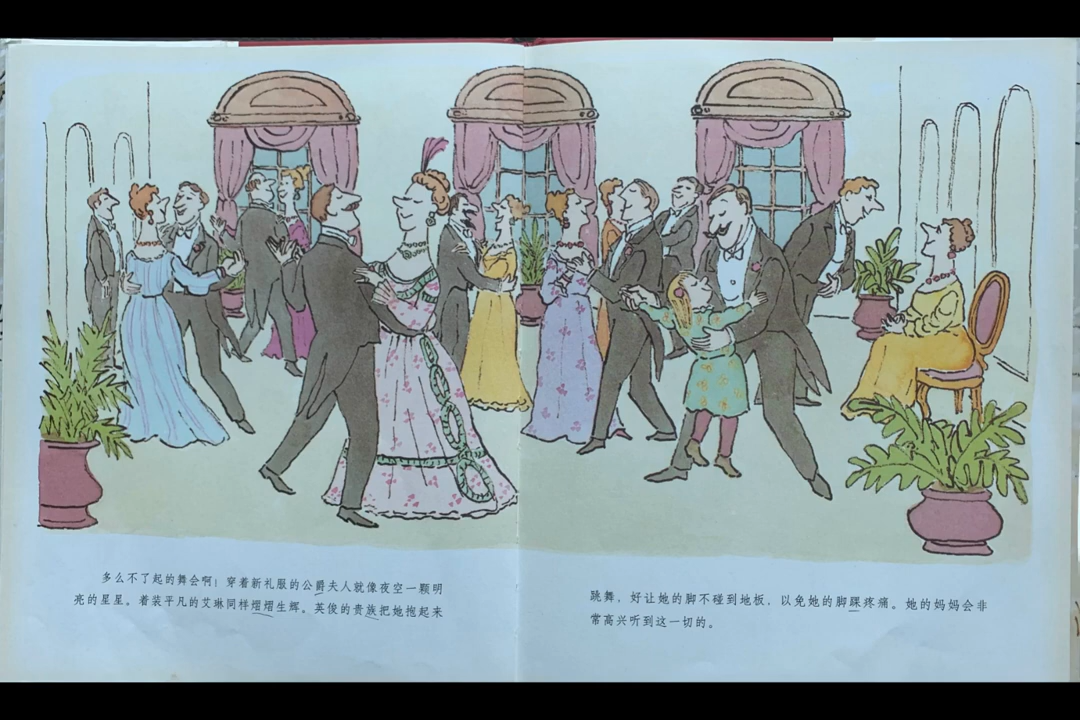 多么不了起的舞会啊！穿着新礼服的公爵夫人就像夜空一颗明
亮的星星。着装平凡的艾琳同样熠熠生辉。英俊的贵族把她抱起来
跳舞，好让她的脚不碰到地板，以免她的脚踝疼痛。她的妈妈会非
常高兴听到这一切的。